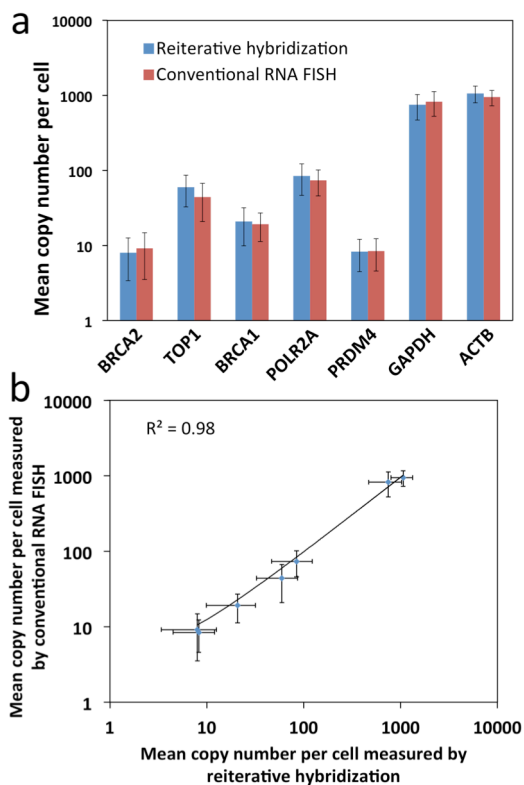 a
10000
1000
100
10
1
Mean copy number per cell
Reiterative hybridization
Conventional RNA FISH
BRCA2
TOP1
BRCA1
POLR2A
PRDM4
GAPDH
ACTB
b
10000
1000
100
10
1
Mean copy number per cell measured
by conventional RNA FISH
R² = 0.98
1
10
100
1000
10000
Mean copy number per cell measured by
reiterative hybridization